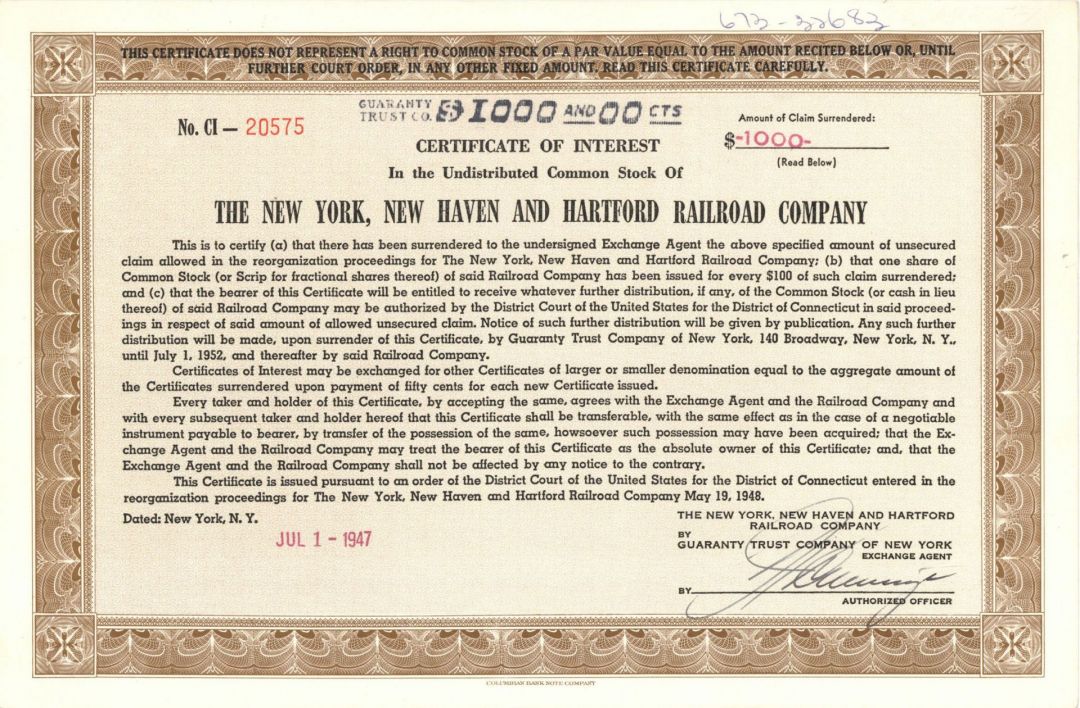 673-32683
THIS CERTIFICATE DOES NOT REPRESENT A RIGHT TO COMMON STOCK OF A PAR VALUE EQUAL TO THE AMOUNT RECITED BELOW OR, UNTIL
FURTHER COURT ORDER, IN ANY OTHER FIXED AMOUNT. READ THIS CERTIFICATE CAREFULLY.
GUARANTY
TRUST CO. $1000 AND 00 CTS
No. CI — 20575
Amount of Claim Surrendered:
$-1000-
(Read Below)
CERTIFICATE OF INTEREST
In the Undistributed Common Stock Of
THE NEW YORK, NEW HAVEN AND HARTFORD RAILROAD COMPANY
This is to certify (a) that there has been surrendered to the undersigned Exchange Agent the above specified amount of unsecured
claim allowed in the reorganization proceedings for The New York, New Haven and Hartford Railroad Company; (b) that one share of
Common Stock (or Scrip for fractional shares thereof) of said Railroad Company has been issued for every $100 of such claim surrendered;
and (c) that the bearer of this Certificate will be entitled to receive whatever further distribution, if any, of the Common Stock (or cash in lieu
thereof) of said Railroad Company may be authorized by the District Court of the United States for the District of Connecticut in said proceed-
ings in respect of said amount of allowed unsecured claim. Notice of such further distribution will be given by publication. Any such further
distribution will be made, upon surrender of this Certificate, by Guaranty Trust Company of New York, 140 Broadway, New York, N. Y.,
until July 1, 1952, and thereafter by said Railroad Company.
Certificates of Interest may be exchanged for other Certificates of larger or smaller denomination equal to the aggregate amount of
the Certificates surrendered upon payment of fifty cents for each new Certificate issued.
Every taker and holder of this Certificate, by accepting the same, agrees with the Exchange Agent and the Railroad Company and
with every subsequent taker and holder hereof that this Certificate shall be transferable, with the same effect as in the case of a negotiable
instrument payable to bearer, by transfer of the possession of the same, howsoever such possession may have been acquired; that the Ex-
change Agent and the Railroad Company may treat the bearer of this Certificate as the absolute owner of this Certificate; and, that the
Exchange Agent and the Railroad Company shall not be affected by any notice to the contrary.
This Certificate is issued pursuant to an order of the District Court of the United States for the District of Connecticut entered in the
reorganization proceedings for The New York, New Haven and Hartford Railroad Company May 19, 1948.
Dated: New York, N. Y.
JUL 1 - 1947
THE NEW YORK, NEW HAVEN AND HARTFORD
RAILROAD COMPANY
BY
GUARANTY TRUST COMPANY OF NEW YORK
EXCHANGE AGENT
BY
AUTHORIZED OFFICER
COLUMBIAN BANK NOTE COMPANY